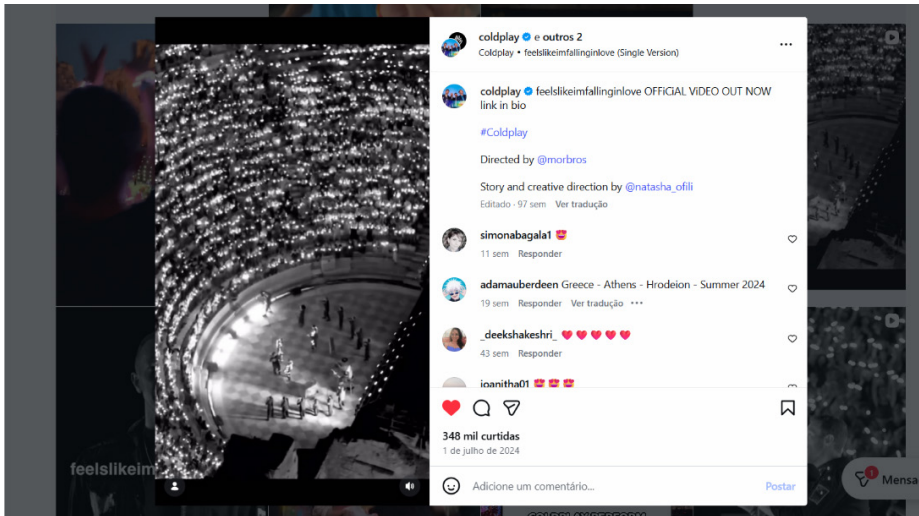 coldplay e outros 2
Coldplay • feelslikeimfallinginlove (Single Version)
coldplay feelslikeimfallinginlove OFFiCiAL ViDEO OUT NOW
link in bio
#Coldplay
Directed by @morbros
Story and creative direction by @natasha_ofili
Editado · 97 sem Ver tradução
simonabagala1 😍
11 sem Responder
adamauberdeen Greece - Athens - Hrodeion - Summer 2024
19 sem Responder Ver tradução •••
_deekshakeshri_ ❤️❤️❤️❤️❤️
43 sem Responder
joanitha01 😍😍😍
348 mil curtidas
1 de julho de 2024
Adicione um comentário...
Postar
feelslikeim
1
Mensa